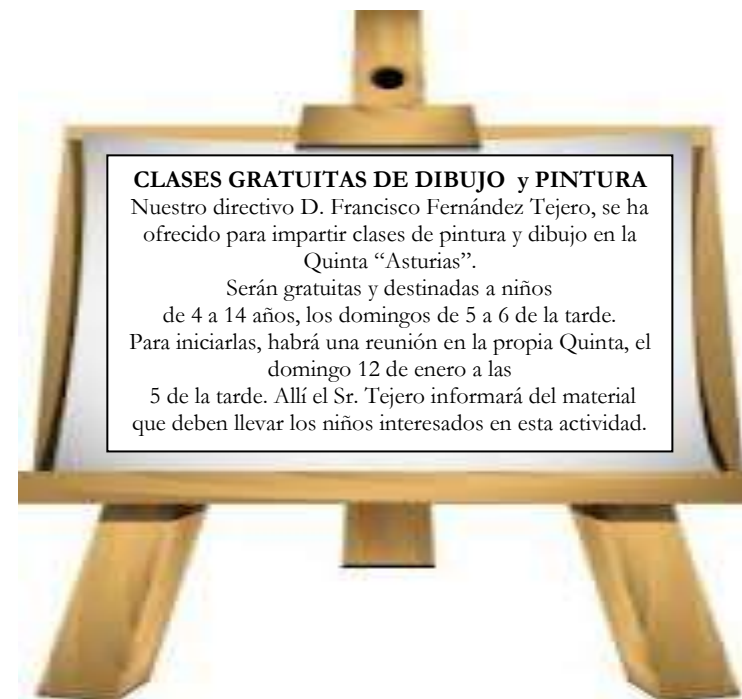 CLASES GRATUITAS DE DIBUJO y PINTURA
Nuestro directivo D. Francisco Fernández Tejero, se ha
ofrecido para impartir clases de pintura y dibujo en la
Quinta “Asturias”.
Serán gratuitas y destinadas a niños
de 4 a 14 años, los domingos de 5 a 6 de la tarde.
Para iniciarlas, habrá una reunión en la propia Quinta, el
domingo 12 de enero a las
5 de la tarde. Allí el Sr. Tejero informará del material
que deben llevar los niños interesados en esta actividad.